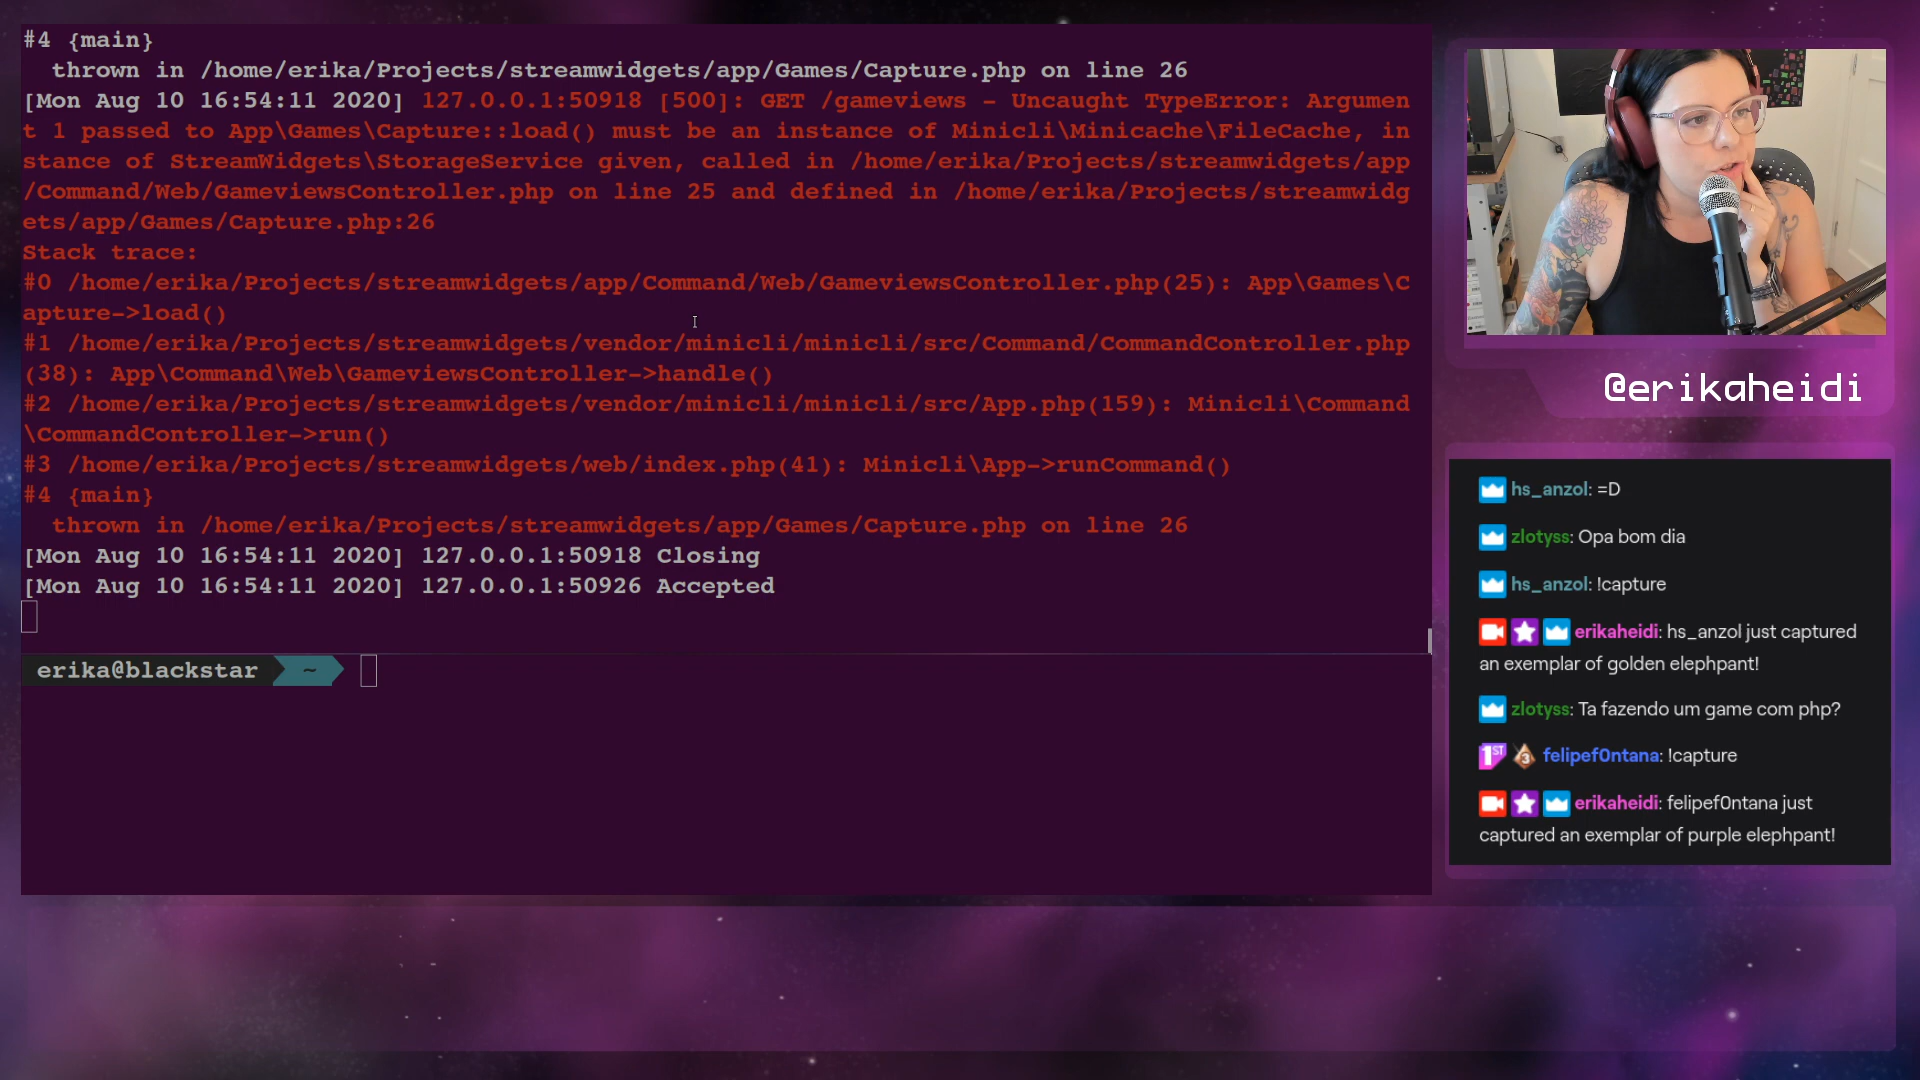 #4 {main}
  thrown in /home/erika/Projects/streamwidgets/app/Games/Capture.php on line 26
[Mon Aug 10 16:54:11 2020] 127.0.0.1:50918 [500]: GET /gameviews - Uncaught TypeError: Argumen
t 1 passed to App\Games\Capture::load() must be an instance of Minicli\Minicache\FileCache, in
stance of StreamWidgets\StorageService given, called in /home/erika/Projects/streamwidgets/app
/Command/Web/GameviewsController.php on line 25 and defined in /home/erika/Projects/streamwidg
ets/app/Games/Capture.php:26
Stack trace:
#0 /home/erika/Projects/streamwidgets/app/Command/Web/GameviewsController.php(25): App\Games\C
apture->load()
#1 /home/erika/Projects/streamwidgets/vendor/minicli/minicli/src/Command/CommandController.php
(38): App\Command\Web\GameviewsController->handle()
#2 /home/erika/Projects/streamwidgets/vendor/minicli/minicli/src/App.php(159): Minicli\Command
\CommandController->run()
#3 /home/erika/Projects/streamwidgets/web/index.php(41): Minicli\App->runCommand()
#4 {main}
  thrown in /home/erika/Projects/streamwidgets/app/Games/Capture.php on line 26
[Mon Aug 10 16:54:11 2020] 127.0.0.1:50918 Closing
[Mon Aug 10 16:54:11 2020] 127.0.0.1:50926 Accepted
erika@blackstar ~
@erikaheidi
hs_anzol: =D
zlotyss: Opa bom dia
hs_anzol: !capture
erikaheidi: hs_anzol just captured
an exemplar of golden elephpant!
zlotyss: Ta fazendo um game com php?
1ST 3 felipef0ntana: !capture
erikaheidi: felipef0ntana just
captured an exemplar of purple elephpant!